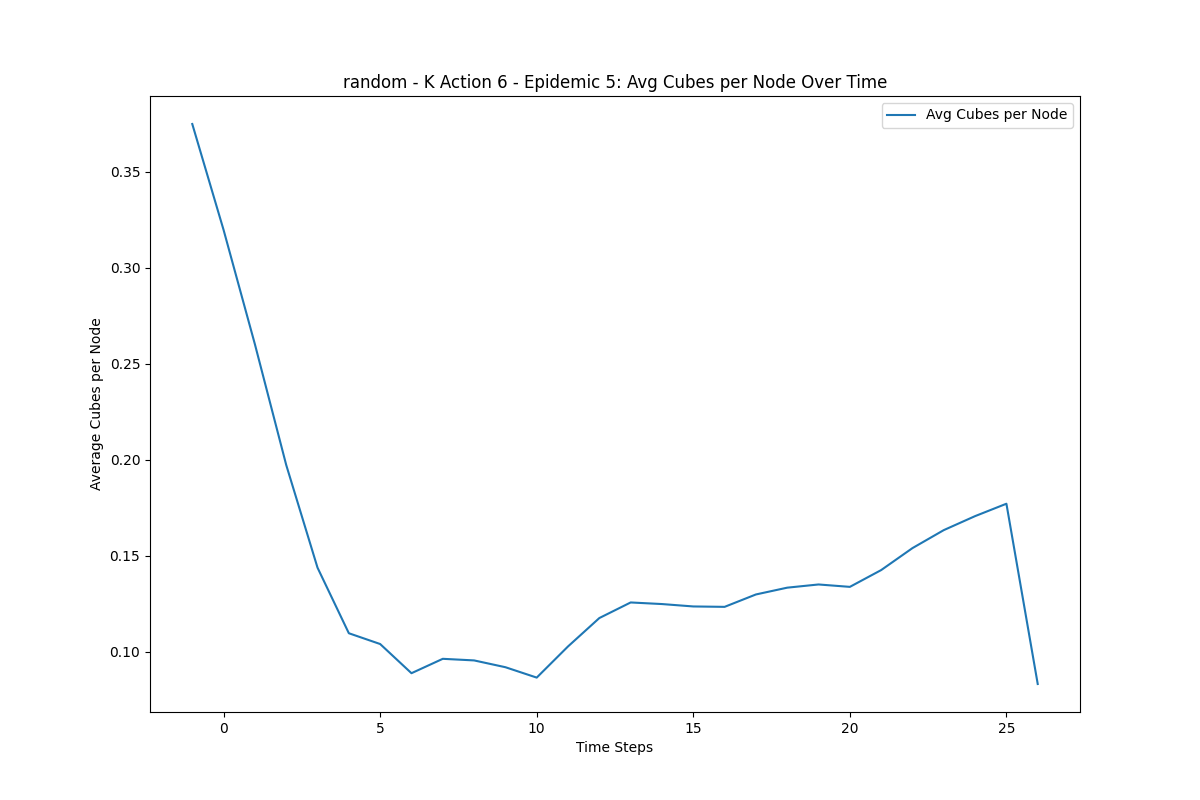 random - K Action 6 - Epidemic 5: Avg Cubes per Node Over Time
Avg Cubes per Node
0.35
0.30
0.25
0.20
0.15
0.10
Average Cubes per Node
0 5 10 15 20 25
Time Steps